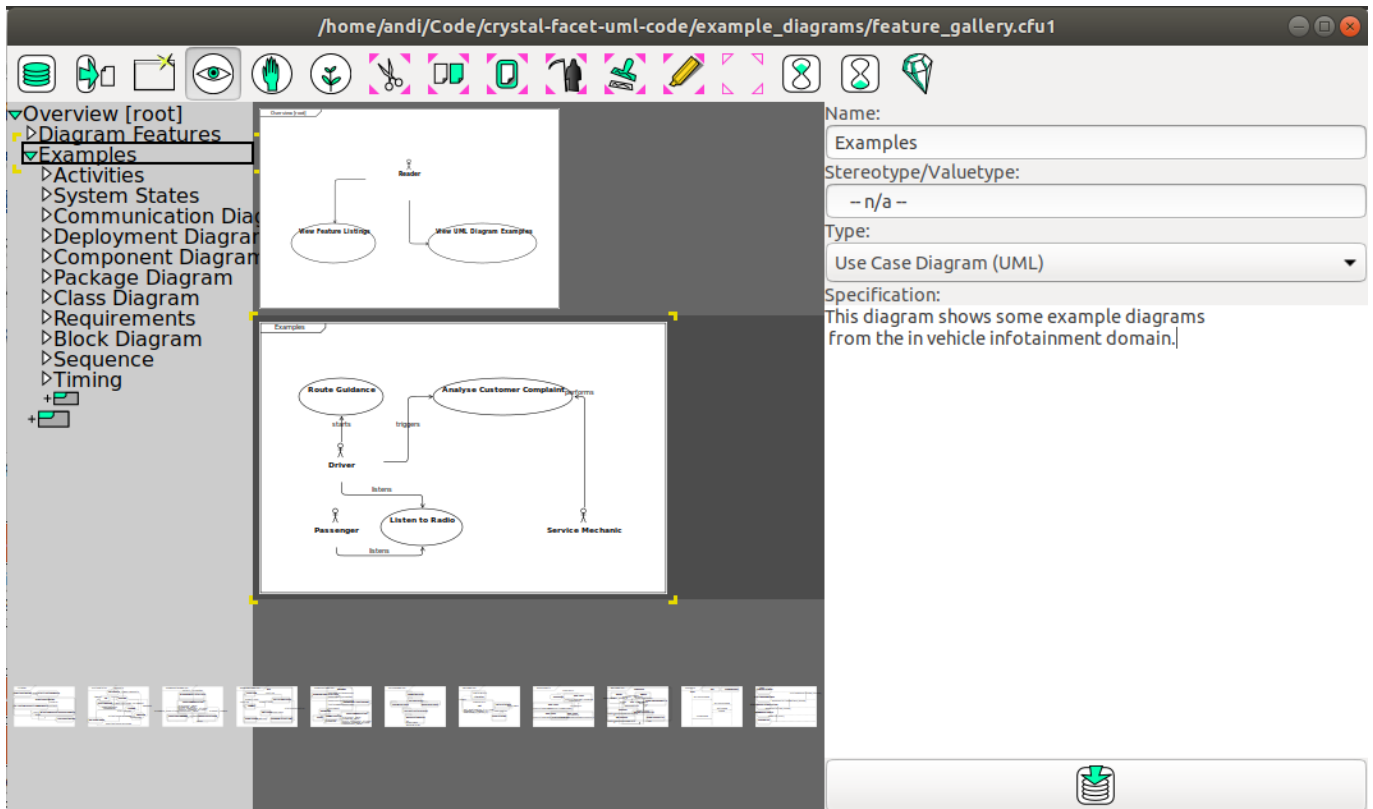 /home/andi/Code/crystal-facet-uml-code/example_diagrams/feature_gallery.cfu1
Overview [root]
Diagram Features
Examples
Activities
System States
Communication Diag
Deployment Diagrar
Component Diagram
Package Diagram
Class Diagram
Requirements
Block Diagram
Sequence
Timing
Overview [root]
Reader
View Feature Listings
View UML Diagram Examples
Examples
Route Guidance
Analyse Customer Complaint
performs
starts
triggers
Driver
listens
Passenger
Listen to Radio
Service Mechanic
listens
Name:
Examples
Stereotype/Valuetype:
-- n/a --
Type:
Use Case Diagram (UML)
Specification:
This diagram shows some example diagrams
from the in vehicle infotainment domain.